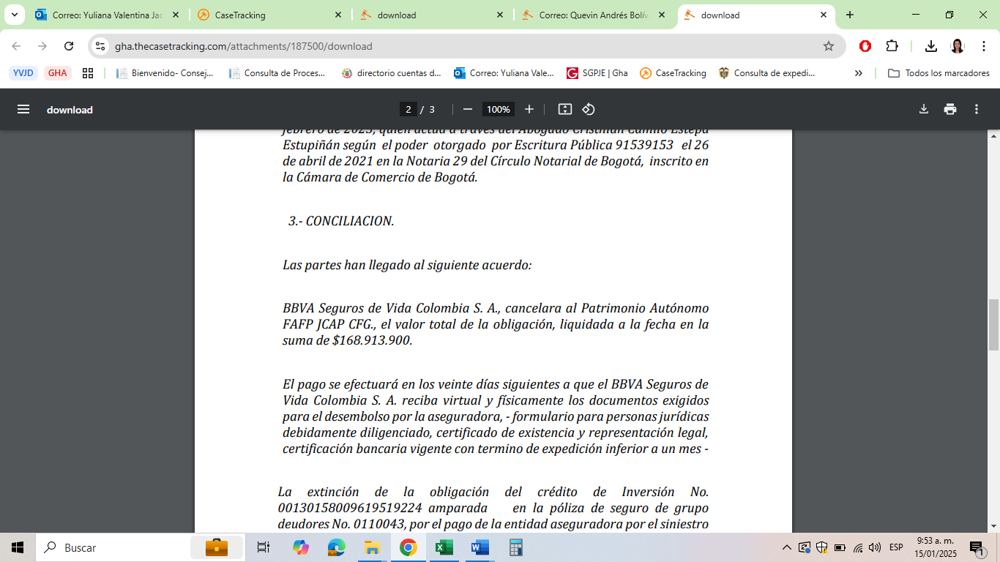 Correo: Yuliana Valentina Jac
CaseTracking
download
Correo: Quevin Andrés Bolív
download
gha.thecasetracking.com/attachments/187500/download
YVJD
GHA
Bienvenido- Consej...
Consulta de Proces...
directorio cuentas d...
Correo: Yuliana Vale...
SGPJE | Gha
CaseTracking
Consulta de expedi...
»
Todos los marcadores
download
2 / 3
100%
febrero de 2023, quien actúa a través del Abogado Cristhian Camilo Estepa
Estupiñán según el poder otorgado por Escritura Pública 91539153 el 26
de abril de 2021 en la Notaria 29 del Círculo Notarial de Bogotá, inscrito en
la Cámara de Comercio de Bogotá.
3.- CONCILIACION.
Las partes han llegado al siguiente acuerdo:
BBVA Seguros de Vida Colombia S. A., cancelara al Patrimonio Autónomo
FAFP JCAP CFG., el valor total de la obligación, liquidada a la fecha en la
suma de $168.913.900.
El pago se efectuará en los veinte días siguientes a que el BBVA Seguros de
Vida Colombia S. A. reciba virtual y físicamente los documentos exigidos
para el desembolso por la aseguradora, - formulario para personas jurídicas
debidamente diligenciado, certificado de existencia y representación legal,
certificación bancaria vigente con termino de expedición inferior a un mes -
La extinción de la obligación del crédito de Inversión No.
00130158009619519224 amparada en la póliza de seguro de grupo
deudores No. 0110043, por el pago de la entidad aseguradora por el siniestro
Buscar
ESP
9:53 a. m.
15/01/2025
1